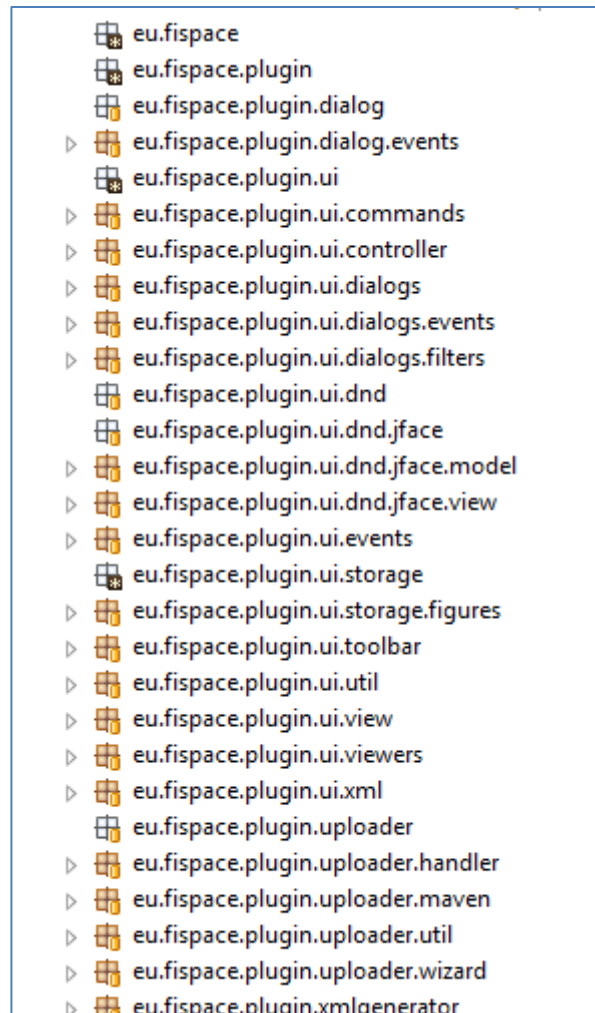 eu.fispace
eu.fispace.plugin
eu.fispace.plugin.dialog
eu.fispace.plugin.dialog.events
eu.fispace.plugin.ui
eu.fispace.plugin.ui.commands
eu.fispace.plugin.ui.controller
eu.fispace.plugin.ui.dialogs
eu.fispace.plugin.ui.dialogs.events
eu.fispace.plugin.ui.dialogs.filters
eu.fispace.plugin.ui.dnd
eu.fispace.plugin.ui.dnd.jface
eu.fispace.plugin.ui.dnd.jface.model
eu.fispace.plugin.ui.dnd.jface.view
eu.fispace.plugin.ui.events
eu.fispace.plugin.ui.storage
eu.fispace.plugin.ui.storage.figures
eu.fispace.plugin.ui.toolbar
eu.fispace.plugin.ui.util
eu.fispace.plugin.ui.view
eu.fispace.plugin.ui.viewers
eu.fispace.plugin.ui.xml
eu.fispace.plugin.uploader
eu.fispace.plugin.uploader.handler
eu.fispace.plugin.uploader.maven
eu.fispace.plugin.uploader.util
eu.fispace.plugin.uploader.wizard
eu.fispace.plugin.xmlgenerator